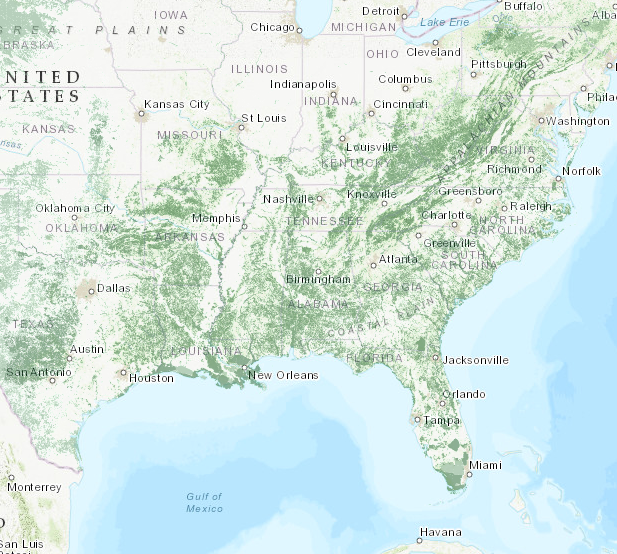 Buffalo
Detroit
Alba
IOWA
Lake Erie
Chicago
MICHIGAN
GREAT PLAINS
BRASKA
OHIO
Cleveland
ILLINOIS
Pittsburgh
NITED
STATES
Indianapolis
Columbus
APPALACHIAN MOUNTAINS
INDIANA
Kansas City
Cincinnati
Phila
St Louis
Washington
KANSAS
MISSOURI
Louisville
VIRGINIA
nsas
KENTUCKY
Richmond
Norfolk
Nashville
Knoxville
Greensboro
Oklahoma City
Raleigh
Memphis
TENNESSEE
Charlotte
NORTH
CAROLINA
OKLAHOMA
ARKANSAS
Greenville
SOUTH
CAROLINA
Atlanta
Birmingham
Dallas
GEORGIA
ALABAMA
COASTAL PLAIN
TEXAS
Austin
LOUISIANA
FLORIDA
Jacksonville
San Antonio
Houston
New Orleans
Orlando
Tampa
Miami
Monterrey
Gulf of
Mexico
O
Havana
San Luis